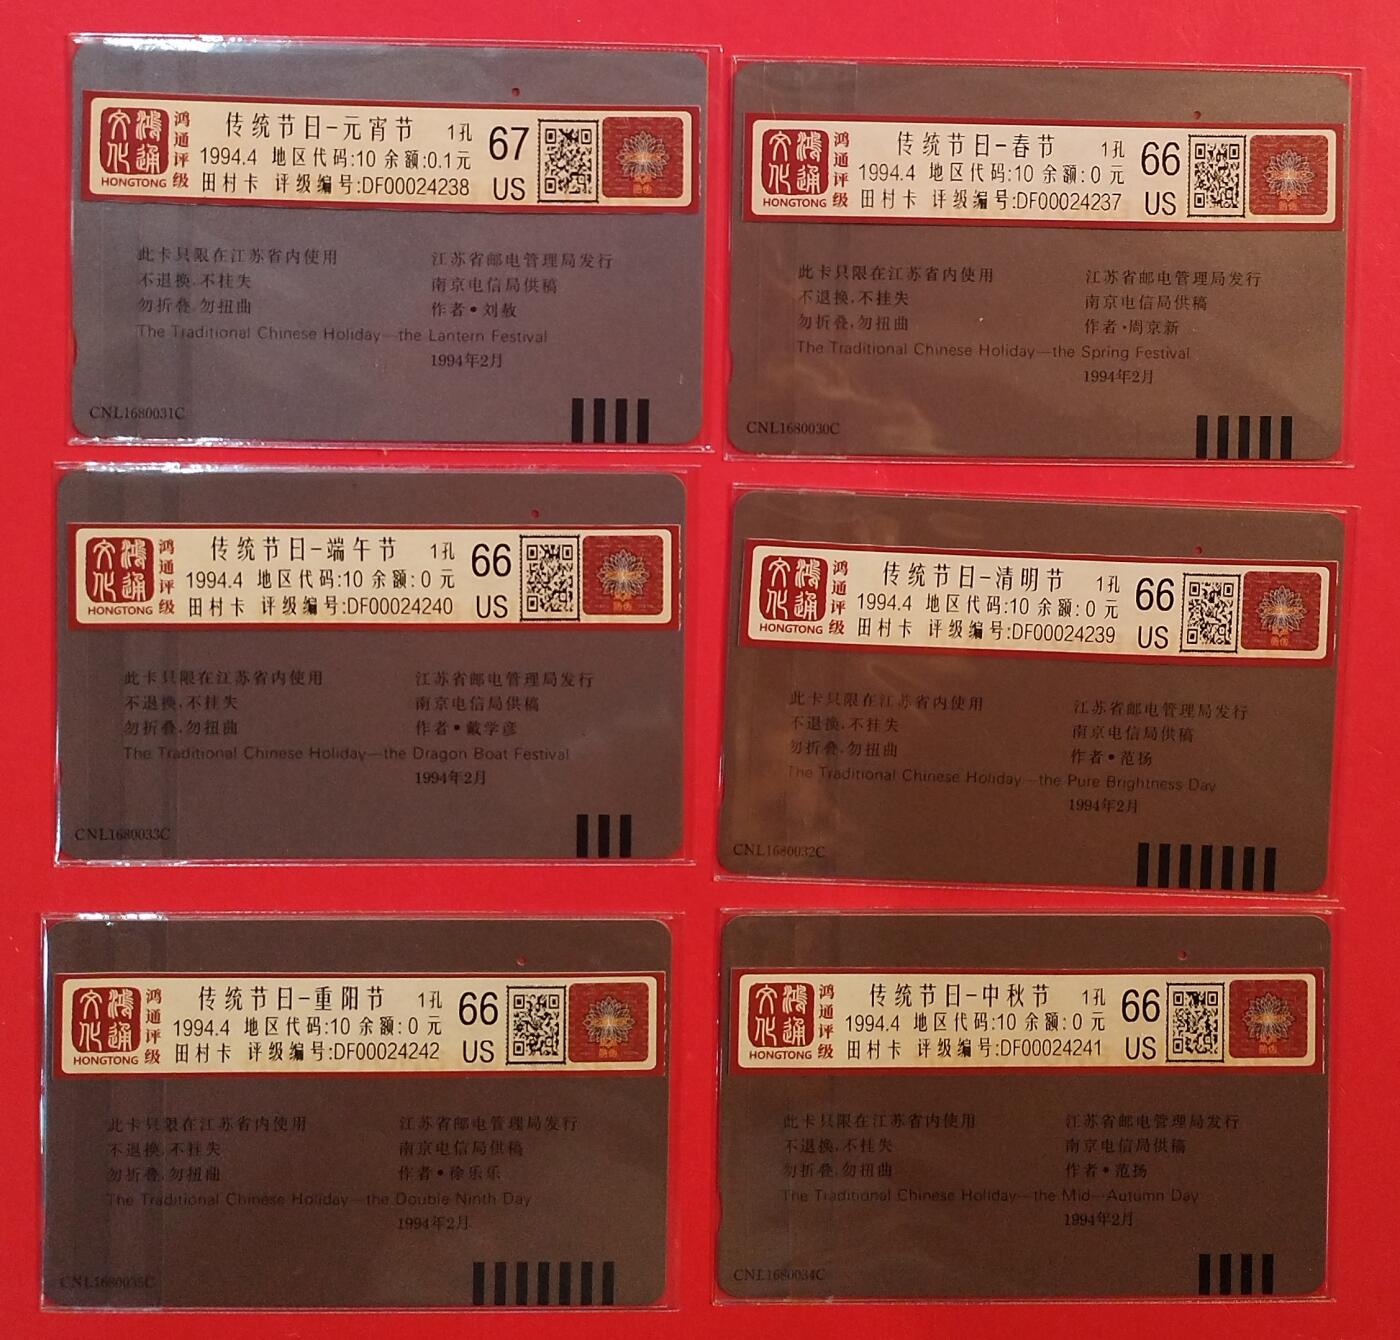 鸿通文化
HONGTONG
鸿通评级
传统节日-元宵节 1孔
1994.4 地区代码:10 余额:0.1元
田村卡 评级编号:DF00024238
67
US
此卡只限在江苏省内使用
不退换,不挂失
勿折叠,勿扭曲
江苏省邮电管理局发行
南京电信局供稿
作者·刘敖
The Traditional Chinese Holiday—the Lantern Festival
1994年2月
CNL1680031C
鸿通文化
HONGTONG
鸿通评级
传统节日-春节 1孔
1994.4 地区代码:10 余额:0 元
田村卡 评级编号:DF00024237
66
US
此卡只限在江苏省内使用
不退换,不挂失
勿折叠,勿扭曲
江苏省邮电管理局发行
南京电信局供稿
作者·周京新
The Traditional Chinese Holiday—the Spring Festival
1994年2月
CNL1680030C
鸿通文化
HONGTONG
鸿通评级
传统节日-端午节 1孔
1994.4 地区代码:10 余额:0 元
田村卡 评级编号:DF00024240
66
US
此卡只限在江苏省内使用
不退换,不挂失
勿折叠,勿扭曲
江苏省邮电管理局发行
南京电信局供稿
作者·戴学彦
The Traditional Chinese Holiday—the Dragon Boat Festival
1994年2月
CNL1680033C
鸿通文化
HONGTONG
鸿通评级
传统节日-清明节 1孔
1994.4 地区代码:10 余额:0 元
田村卡 评级编号:DF00024239
66
US
此卡只限在江苏省内使用
不退换,不挂失
勿折叠,勿扭曲
江苏省邮电管理局发行
南京电信局供稿
作者·范扬
The Traditional Chinese Holiday—the Pure Brightness Day
1994年2月
CNL1680032C
鸿通文化
HONGTONG
鸿通评级
传统节日-重阳节 1孔
1994.4 地区代码:10 余额:0 元
田村卡 评级编号:DF00024242
66
US
此卡只限在江苏省内使用
不退换,不挂失
勿折叠,勿扭曲
江苏省邮电管理局发行
南京电信局供稿
作者·徐乐乐
The Traditional Chinese Holiday—the Double Ninth Day
1994年2月
CNL1680035C
鸿通文化
HONGTONG
鸿通评级
传统节日-中秋节 1孔
1994.4 地区代码:10 余额:0 元
田村卡 评级编号:DF00024241
66
US
此卡只限在江苏省内使用
不退换,不挂失
勿折叠,勿扭曲
江苏省邮电管理局发行
南京电信局供稿
作者·范扬
The Traditional Chinese Holiday—the Mid—Autumn Day
1994年2月
CNL1680034C